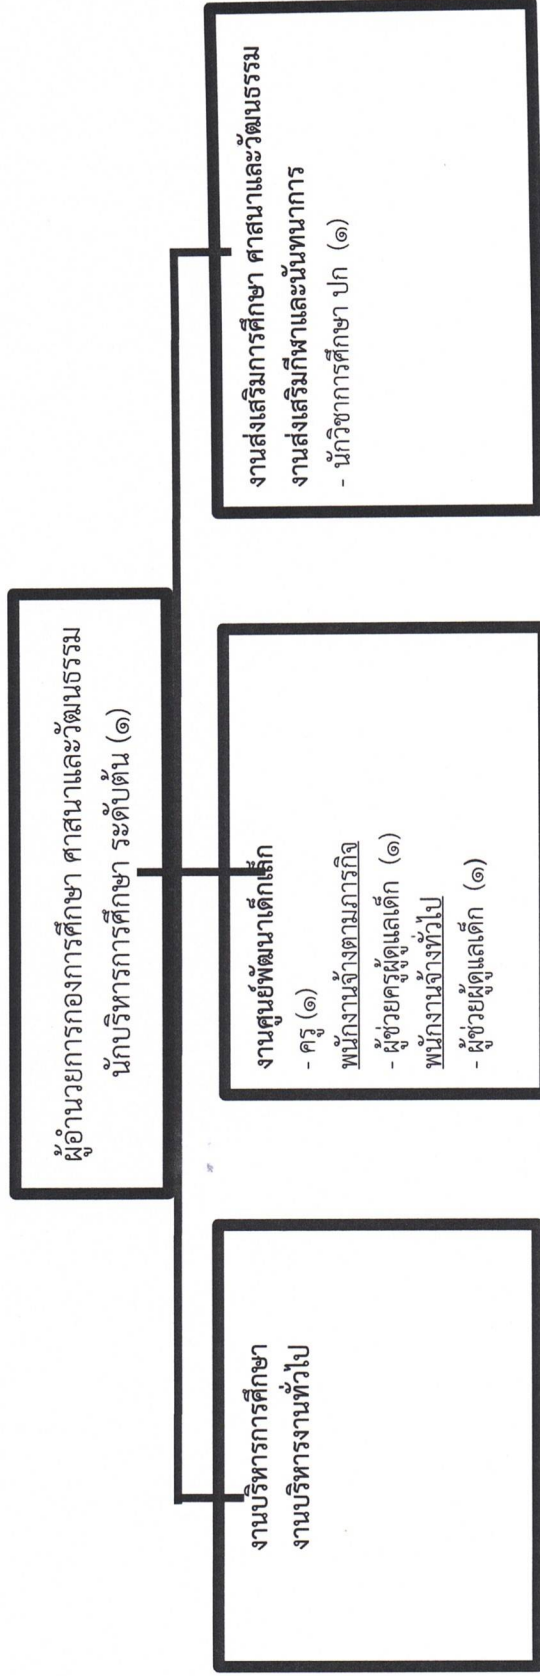 ผู้อำนวยการกองการศึกษา ศาสนาและวัฒนธรรม
นักบริหารการศึกษา ระดับต้น (๑)
งานบริหารการศึกษา
งานบริหารงานทั่วไป
งานศูนย์พัฒนาเด็กเล็ก
- ครู (๑)
พนักงานจ้างตามภารกิจ
- ผู้ช่วยครูผู้ดูแลเด็ก (๑)
พนักงานจ้างทั่วไป
- ผู้ช่วยผู้ดูแลเด็ก (๑)
งานส่งเสริมการศึกษา ศาสนาและวัฒนธรรม
งานส่งเสริมกีฬาและนันทนาการ
- นักวิชาการศึกษา ปก (๑)